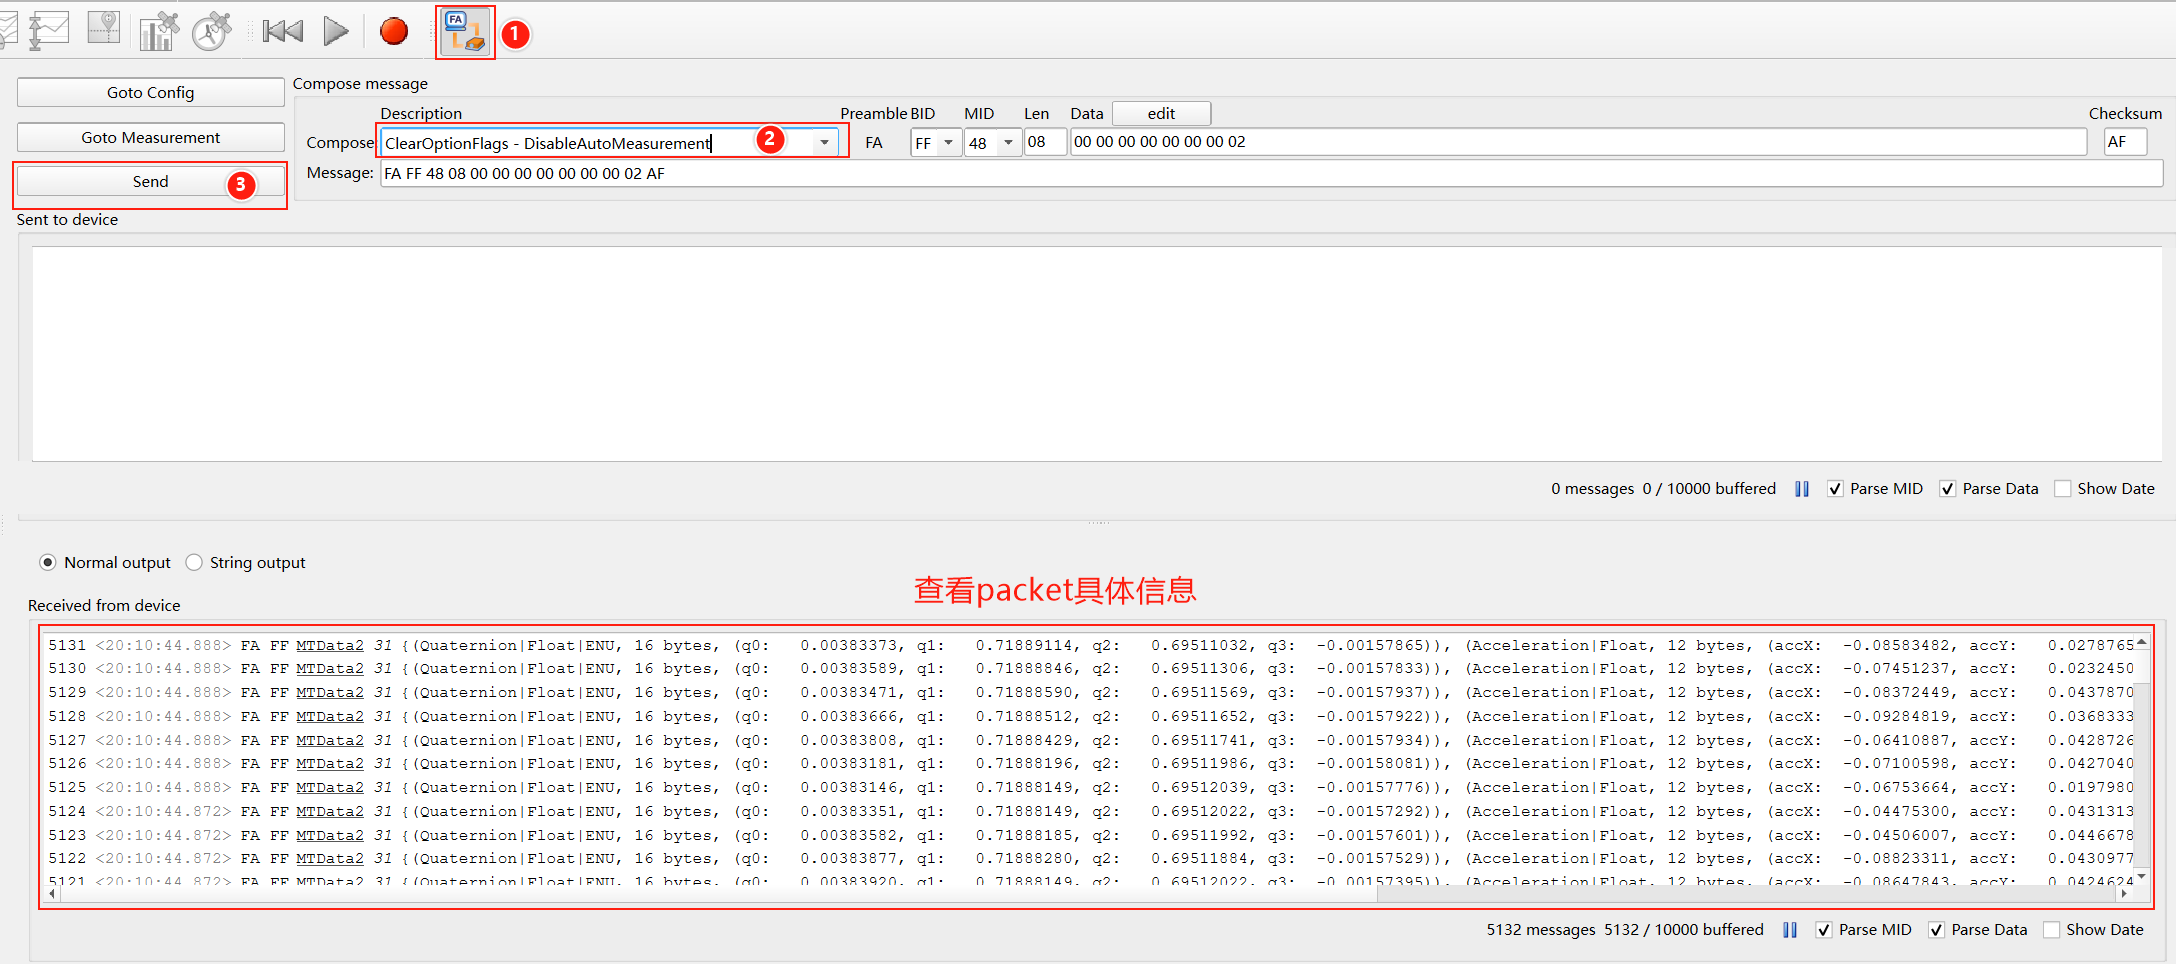 FA
1
Goto Config
Compose message
Description Preamble BID MID Len Data edit Checksum
Goto Measurement
Compose ClearOptionFlags - DisableAutoMeasurement 2 FA FF 48 08 00 00 00 00 00 00 00 02 AF
Message: FA FF 48 08 00 00 00 00 00 00 00 02 AF
Send 3
Sent to device
0 messages 0 / 10000 buffered Parse MID Parse Data Show Date
Normal output String output
查看packet具体信息
Received from device
5131 <20:10:44.888> FA FF MTData2 31 {(Quaternion|Float|ENU, 16 bytes, (q0: 0.00383373, q1: 0.71889114, q2: 0.69511032, q3: -0.00157865)), (Acceleration|Float, 12 bytes, (accX: -0.08583482, accY: 0.0278765
5130 <20:10:44.888> FA FF MTData2 31 {(Quaternion|Float|ENU, 16 bytes, (q0: 0.00383589, q1: 0.71888846, q2: 0.69511306, q3: -0.00157833)), (Acceleration|Float, 12 bytes, (accX: -0.07451237, accY: 0.0232450
5129 <20:10:44.888> FA FF MTData2 31 {(Quaternion|Float|ENU, 16 bytes, (q0: 0.00383471, q1: 0.71888590, q2: 0.69511569, q3: -0.00157937)), (Acceleration|Float, 12 bytes, (accX: -0.08372449, accY: 0.0437870
5128 <20:10:44.888> FA FF MTData2 31 {(Quaternion|Float|ENU, 16 bytes, (q0: 0.00383666, q1: 0.71888512, q2: 0.69511652, q3: -0.00157922)), (Acceleration|Float, 12 bytes, (accX: -0.09284819, accY: 0.0368333
5127 <20:10:44.888> FA FF MTData2 31 {(Quaternion|Float|ENU, 16 bytes, (q0: 0.00383808, q1: 0.71888429, q2: 0.69511741, q3: -0.00157934)), (Acceleration|Float, 12 bytes, (accX: -0.06410887, accY: 0.0428726
5126 <20:10:44.888> FA FF MTData2 31 {(Quaternion|Float|ENU, 16 bytes, (q0: 0.00383181, q1: 0.71888196, q2: 0.69511986, q3: -0.00158081)), (Acceleration|Float, 12 bytes, (accX: -0.07100598, accY: 0.0427040
5125 <20:10:44.888> FA FF MTData2 31 {(Quaternion|Float|ENU, 16 bytes, (q0: 0.00383146, q1: 0.71888149, q2: 0.69512039, q3: -0.00157776)), (Acceleration|Float, 12 bytes, (accX: -0.06753664, accY: 0.0197980
5124 <20:10:44.872> FA FF MTData2 31 {(Quaternion|Float|ENU, 16 bytes, (q0: 0.00383351, q1: 0.71888149, q2: 0.69512022, q3: -0.00157292)), (Acceleration|Float, 12 bytes, (accX: -0.04475300, accY: 0.0431313
5123 <20:10:44.872> FA FF MTData2 31 {(Quaternion|Float|ENU, 16 bytes, (q0: 0.00383582, q1: 0.71888185, q2: 0.69511992, q3: -0.00157601)), (Acceleration|Float, 12 bytes, (accX: -0.04506007, accY: 0.0446678
5122 <20:10:44.872> FA FF MTData2 31 {(Quaternion|Float|ENU, 16 bytes, (q0: 0.00383877, q1: 0.71888280, q2: 0.69511884, q3: -0.00157529)), (Acceleration|Float, 12 bytes, (accX: -0.08823311, accY: 0.0430977
5121 <20:10:44.872> FA FF MTData2 31 {(Quaternion|Float|ENU, 16 bytes, (q0: 0.00383920, q1: 0.71888149, q2: 0.69512022, q3: -0.00157395)), (Acceleration|Float, 12 bytes, (accX: -0.08647843, accY: 0.0424624
5132 messages 5132 / 10000 buffered Parse MID Parse Data Show Date